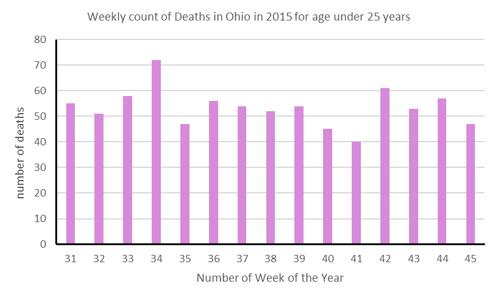 Weekly count of Deaths in Ohio in 2015 for age under 25 years
80
70
60
50
40
30
20
10
0
number of deaths
31 32 33 34 35 36 37 38 39 40 41 42 43 44 45
Number of Week of the Year